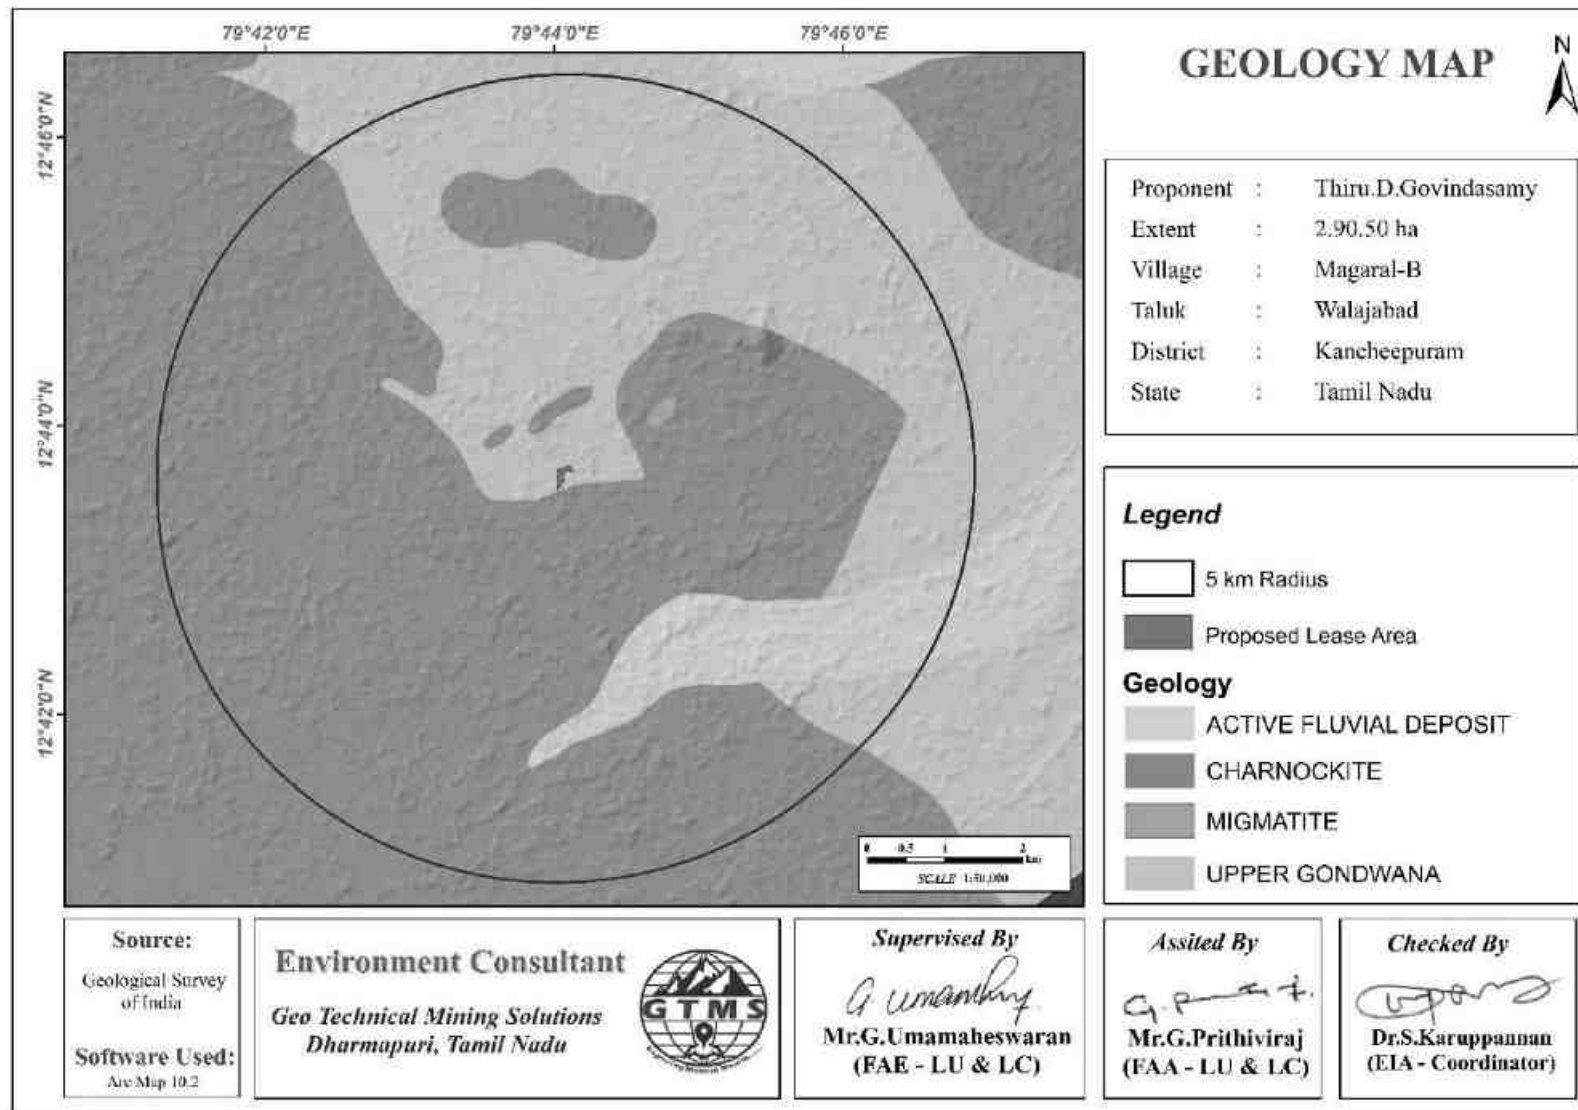 79°42'0"E 79°44'0"E 79°46'0"E
12°46'0"N
12°44'0"N
12°42'0"N
0 0.5 1 2
km
SCALE 1:50,000
GEOLOGY MAP
N
Proponent : Thiru.D.Govindasamy
Extent : 2.90.50 ha
Village : Magaral-B
Taluk : Walajabad
District : Kancheepuram
State : Tamil Nadu
Legend
5 km Radius
Proposed Lease Area
Geology
ACTIVE FLUVIAL DEPOSIT
CHARNOCKITE
MIGMATITE
UPPER GONDWANA
Source:
Geological Survey
of India
Software Used:
Arc Map 10.2
Environment Consultant
Geo Technical Mining Solutions
Dharmapuri, Tamil Nadu
GTMS
Supervised By
Mr.G.Umamaheswaran
(FAE - LU & LC)
Assited By
Mr.G.Prithiviraj
(FAA - LU & LC)
Checked By
Dr.S.Karuppannan
(EIA - Coordinator)